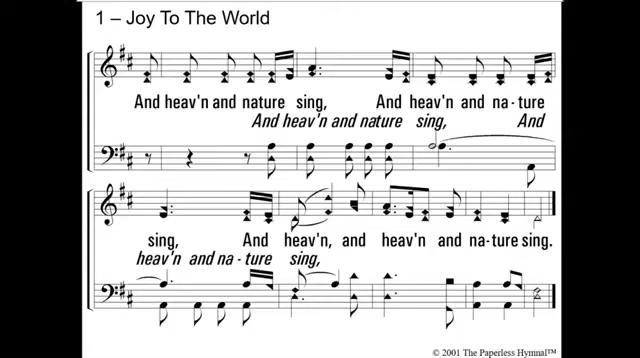 1 – Joy To The World
And heav'n and nature sing, And heav'n and na - ture
And heav'n and nature sing, And
sing, And heav'n, and heav'n and na - ture sing.
heav'n and na - ture sing,
© 2001 The Paperless Hymnal™